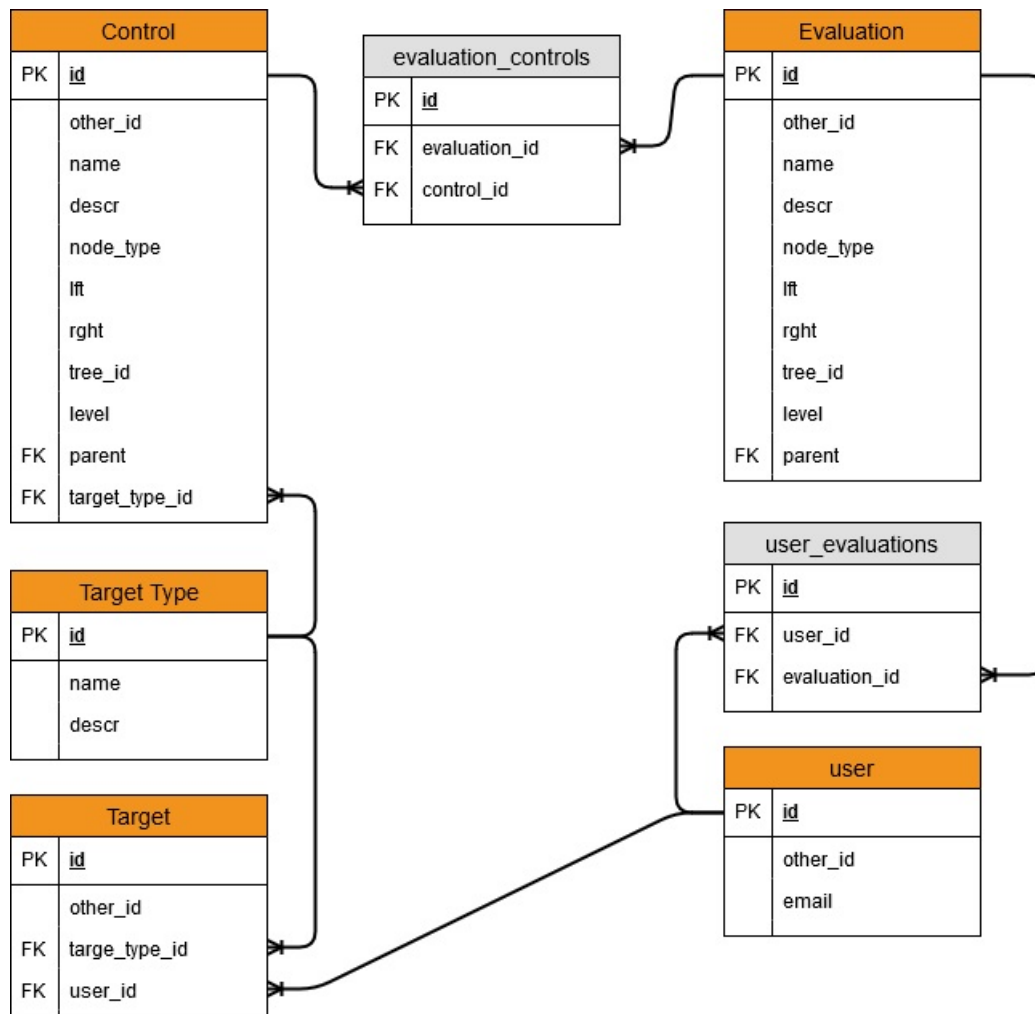 Control
PK id
other_id
name
descr
node_type
lft
rght
tree_id
level
FK parent
FK target_type_id
evaluation_controls
PK id
FK evaluation_id
FK control_id
Evaluation
PK id
other_id
name
descr
node_type
lft
rght
tree_id
level
FK parent
Target Type
PK id
name
descr
user_evaluations
PK id
FK user_id
FK evaluation_id
Target
PK id
other_id
FK targe_type_id
FK user_id
user
PK id
other_id
email